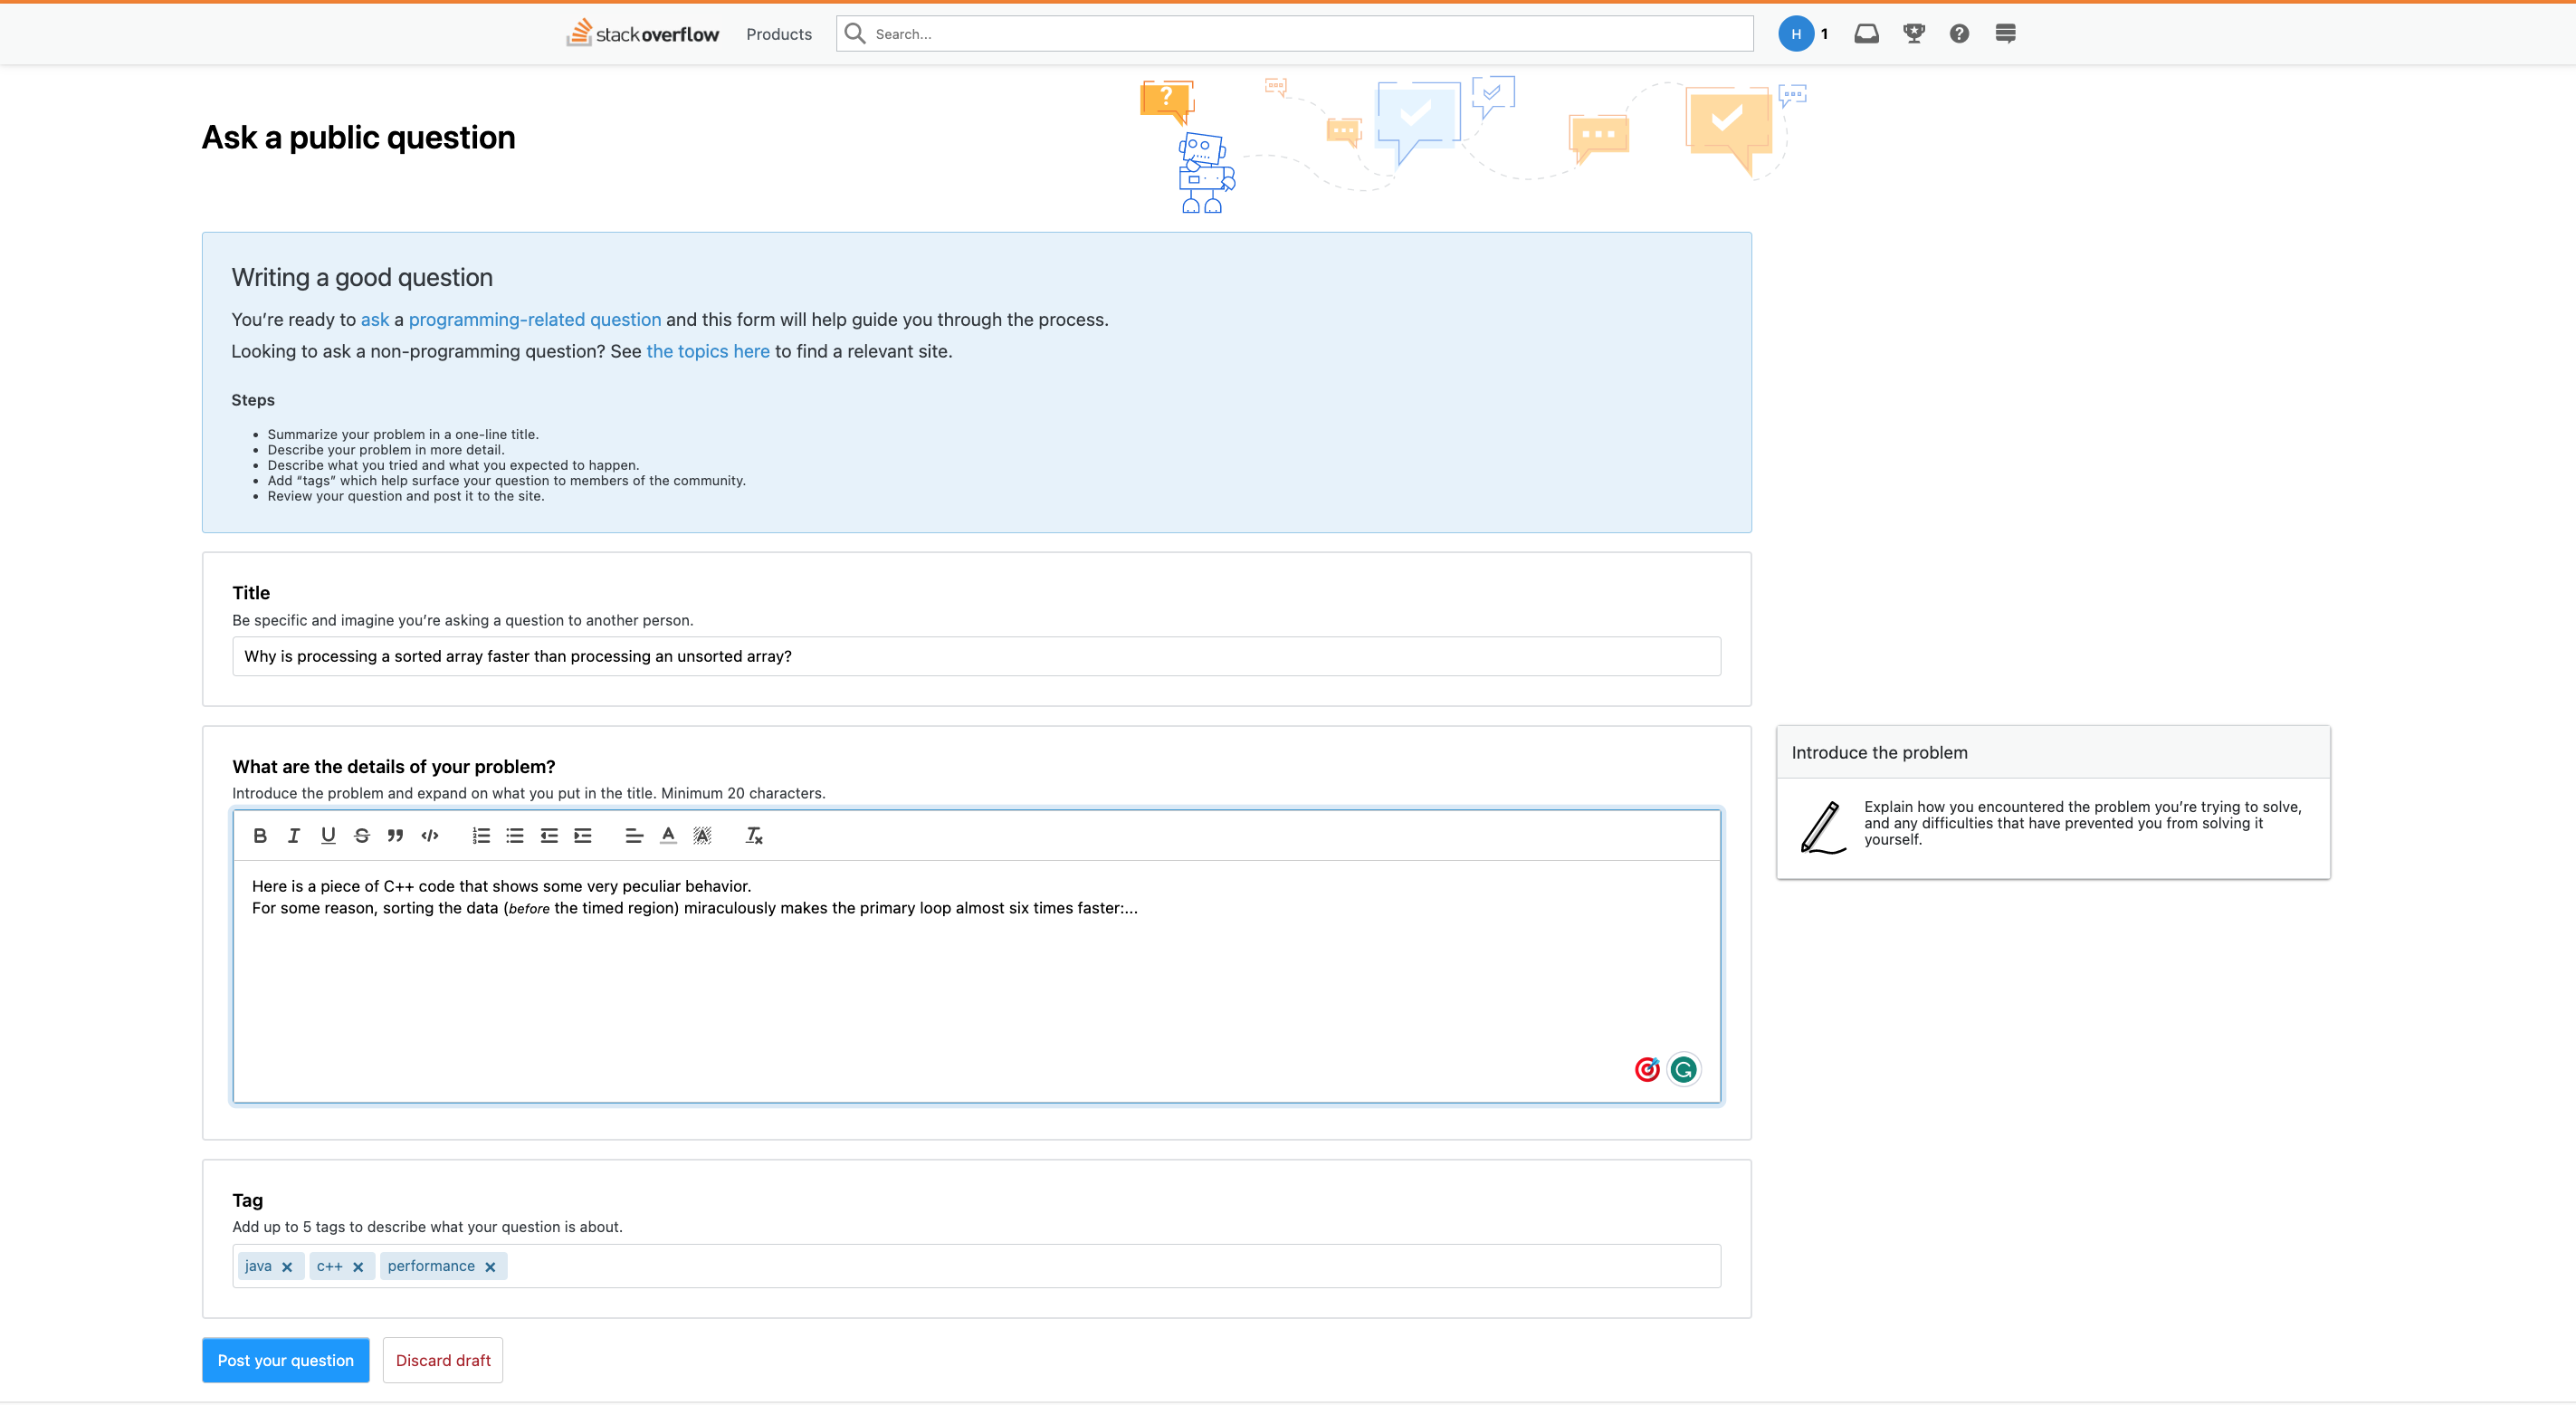 stackoverflow Products Search... H 1
Ask a public question
Writing a good question
You're ready to ask a programming-related question and this form will help guide you through the process.
Looking to ask a non-programming question? See the topics here to find a relevant site.
Steps
• Summarize your problem in a one-line title.
• Describe your problem in more detail.
• Describe what you tried and what you expected to happen.
• Add “tags” which help surface your question to members of the community.
• Review your question and post it to the site.
Title
Be specific and imagine you're asking a question to another person.
Why is processing a sorted array faster than processing an unsorted array?
What are the details of your problem?
Introduce the problem and expand on what you put in the title. Minimum 20 characters.
Here is a piece of C++ code that shows some very peculiar behavior.
For some reason, sorting the data (before the timed region) miraculously makes the primary loop almost six times faster:...
Introduce the problem
Explain how you encountered the problem you're trying to solve,
and any difficulties that have prevented you from solving it
yourself.
Tag
Add up to 5 tags to describe what your question is about.
java c++ performance
Post your question Discard draft